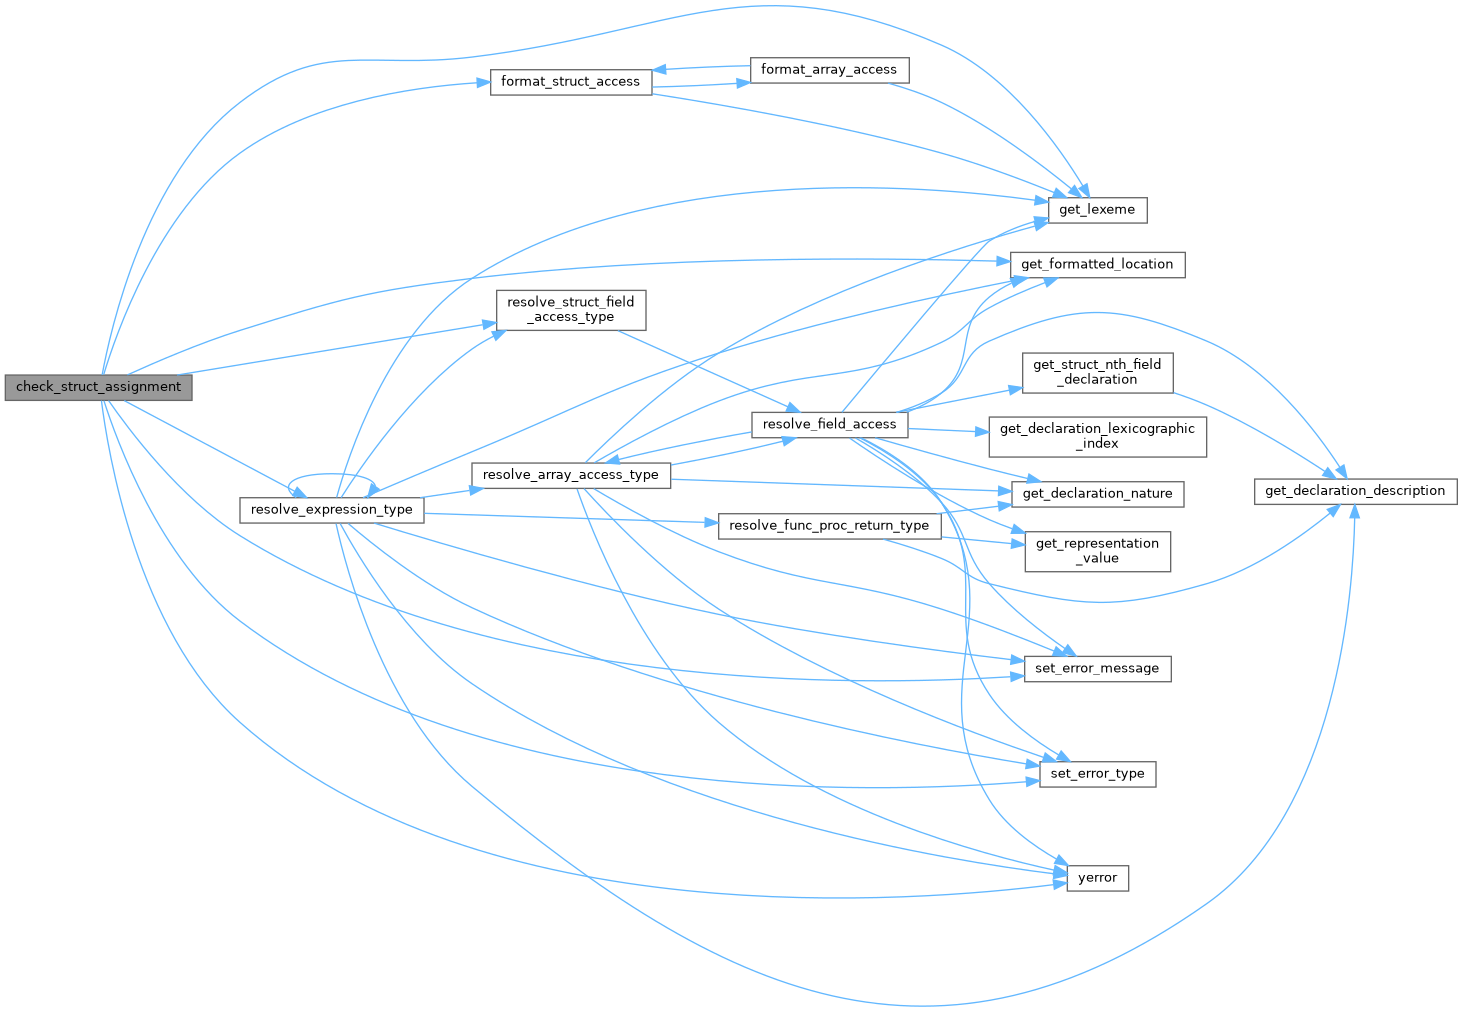 format_array_access
format_struct_access
get_lexeme
get_formatted_location
resolve_struct_field
_access_type
get_struct_nth_field
_declaration
check_struct_assignment
resolve_field_access
get_declaration_lexicographic
_index
resolve_array_access_type
get_declaration_nature
get_declaration_description
resolve_expression_type
resolve_func_proc_return_type
get_representation
_value
set_error_message
set_error_type
yerror